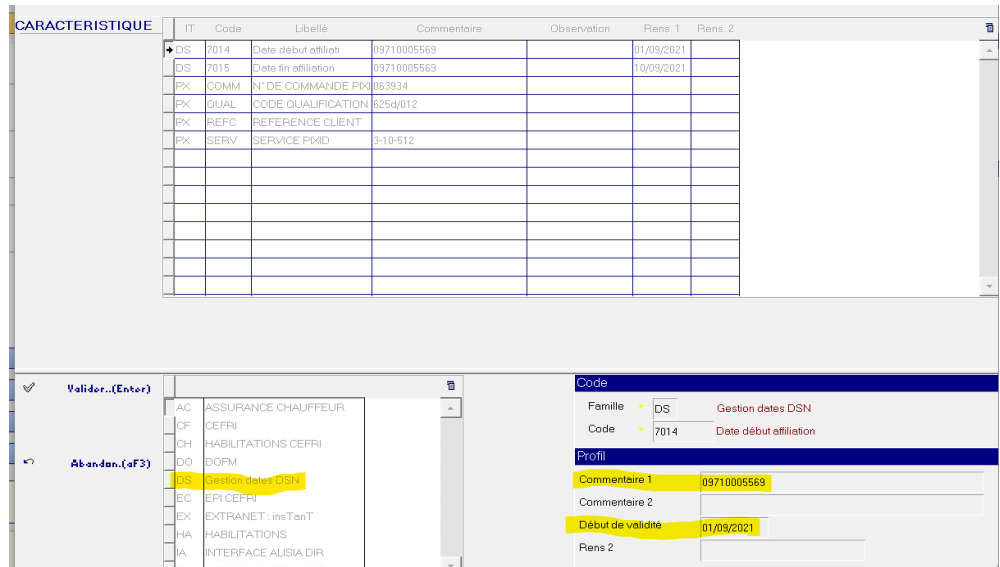 CARACTERISTIQUE
IT Code Libellé Commentaire Observation Rens. 1 Rens. 2
DS 7014 Date début affiliati 09710005569 01/09/2021
DS 7015 Date fin affiliation 09710005569 10/09/2021
PX COMM N° DE COMMANDE PIXI 063934
PX QUAL CODE QUALIFICATION 625d/012
PX REFC REFERENCE CLIENT
PX SERV SERVICE PIXID 3-10-512
Valider..(Enter)
Abandon.(aF3)
AC ASSURANCE CHAUFFEUR
CF CEFRI
CH HABILITATIONS CEFRI
DO DOFM
DS Gestion dates DSN
EC EPI CEFRI
EX EXTRANET : insTanT
HA HABILITATIONS
IA INTERFACE ALISIA DIR
Code
Famille DS Gestion dates DSN
Code 7014 Date début affiliation
Profil
Commentaire 1 09710005569
Commentaire 2
Début de validité 01/09/2021
Rens 2